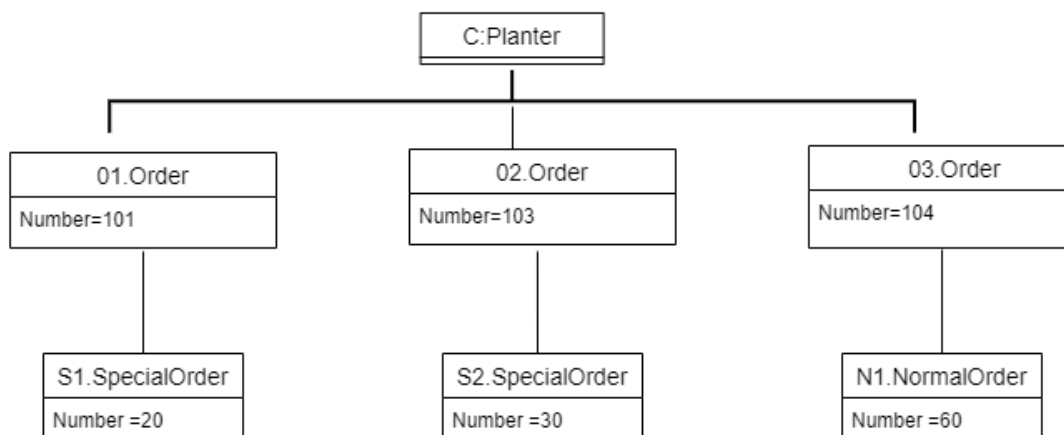 C:Planter
01.Order
Number=101
02.Order
Number=103
03.Order
Number=104
S1.SpecialOrder
Number =20
S2.SpecialOrder
Number =30
N1.NormalOrder
Number =60